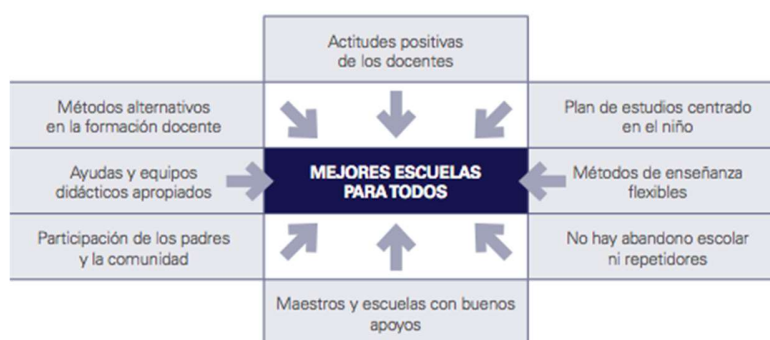 Actitudes positivas
de los docentes
Métodos alternativos
en la formación docente
Plan de estudios centrado
en el niño
Ayudas y equipos
didácticos apropiados
MEJORES ESCUELAS
PARA TODOS
Métodos de enseñanza
flexibles
Participación de los padres
y la comunidad
No hay abandono escolar
ni repetidores
Maestros y escuelas con buenos
apoyos